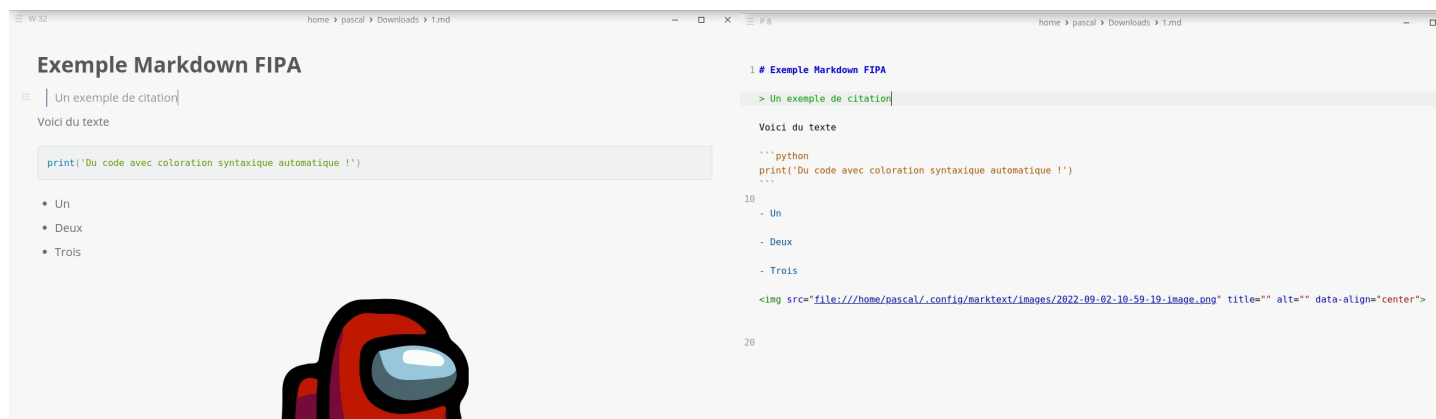 W 32
home › pascal › Downloads › 1.md
Exemple Markdown FIPA
Un exemple de citation
Voici du texte
print('Du code avec coloration syntaxique automatique !')
• Un
• Deux
• Trois
P 8
home › pascal › Downloads › 1.md
1 # Exemple Markdown FIPA
> Un exemple de citation
Voici du texte
```python
print('Du code avec coloration syntaxique automatique !')
```
10
- Un
- Deux
- Trois
<img src="file:///home/pascal/.config/marktext/images/2022-09-02-10-59-19-image.png" title="" alt="" data-align="center">
20